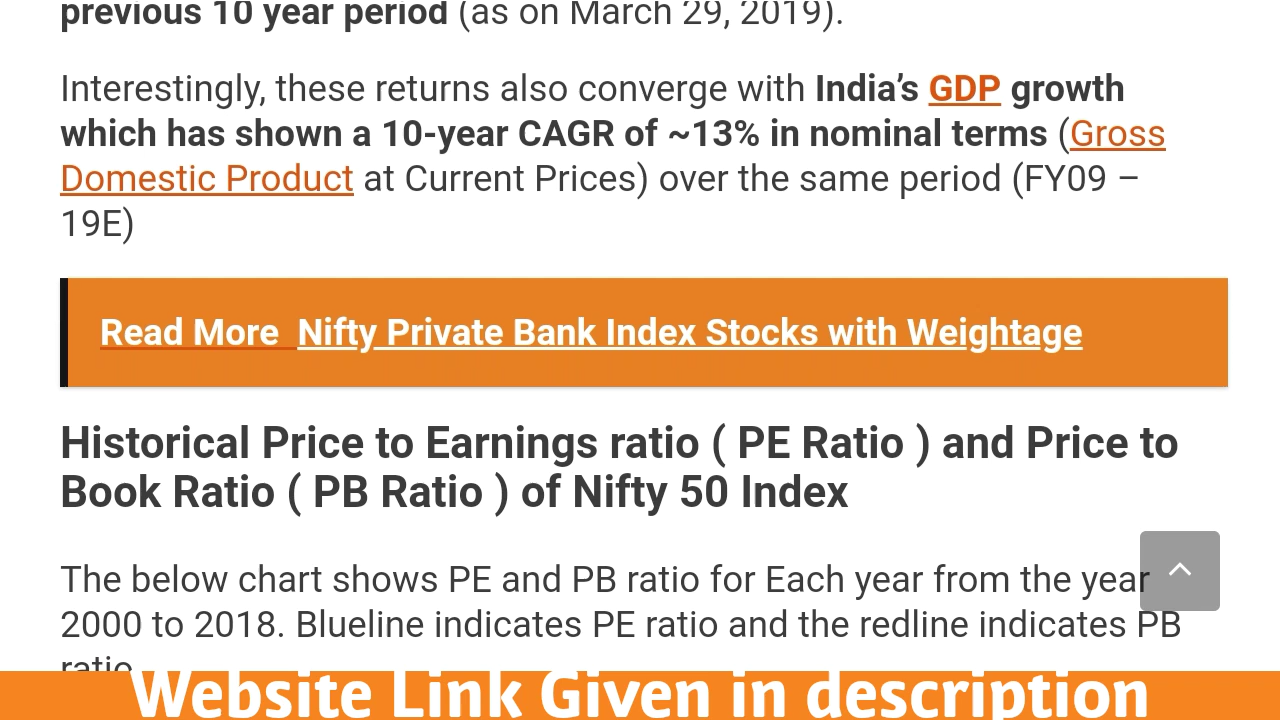 previous 10 year period (as on March 29, 2019).
Interestingly, these returns also converge with India’s GDP growth
which has shown a 10-year CAGR of ~13% in nominal terms (Gross
Domestic Product at Current Prices) over the same period (FY09 –
19E)
Read More Nifty Private Bank Index Stocks with Weightage
Historical Price to Earnings ratio ( PE Ratio ) and Price to
Book Ratio ( PB Ratio ) of Nifty 50 Index
The below chart shows PE and PB ratio for Each year from the year
2000 to 2018. Blueline indicates PE ratio and the redline indicates PB
ratio
Website Link Given in description